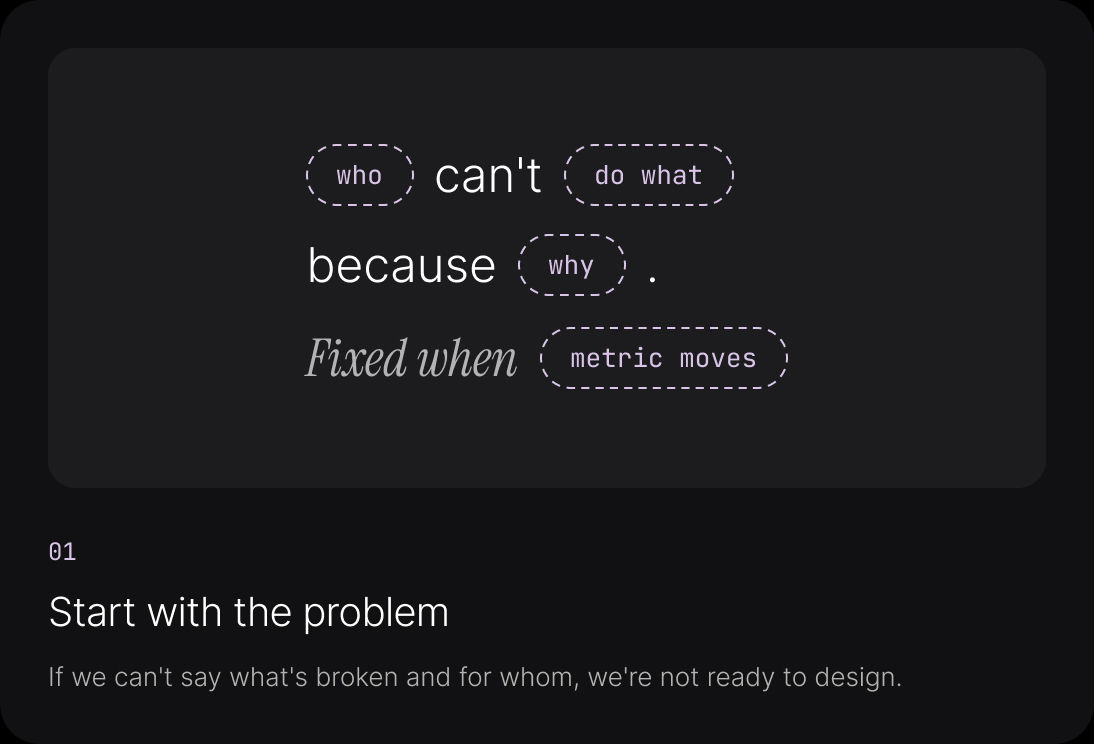 who can't do what
because why .
Fixed when metric moves
01
Start with the problem
If we can't say what's broken and for whom, we're not ready to design.